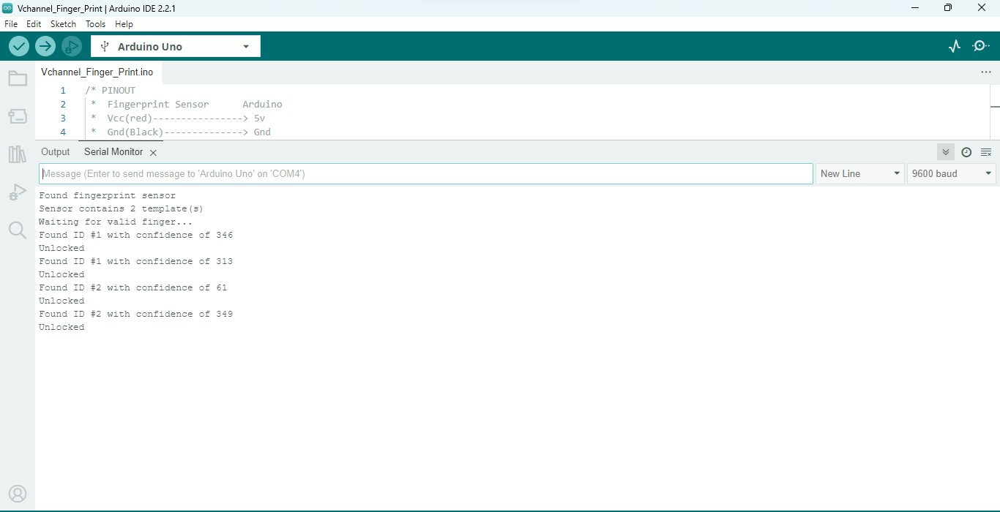 Vchannel_Finger_Print | Arduino IDE 2.2.1
File Edit Sketch Tools Help
Arduino Uno
Vchannel_Finger_Print.ino
1 /* PINOUT
2 * Fingerprint Sensor Arduino
3 * Vcc(red)----------------> 5v
4 * Gnd(Black)--------------> Gnd
Output Serial Monitor
Message (Enter to send message to 'Arduino Uno' on 'COM4')
New Line 9600 baud
Found fingerprint sensor
Sensor contains 2 template(s)
Waiting for valid finger...
Found ID #1 with confidence of 346
Unlocked
Found ID #1 with confidence of 313
Unlocked
Found ID #2 with confidence of 61
Unlocked
Found ID #2 with confidence of 349
Unlocked